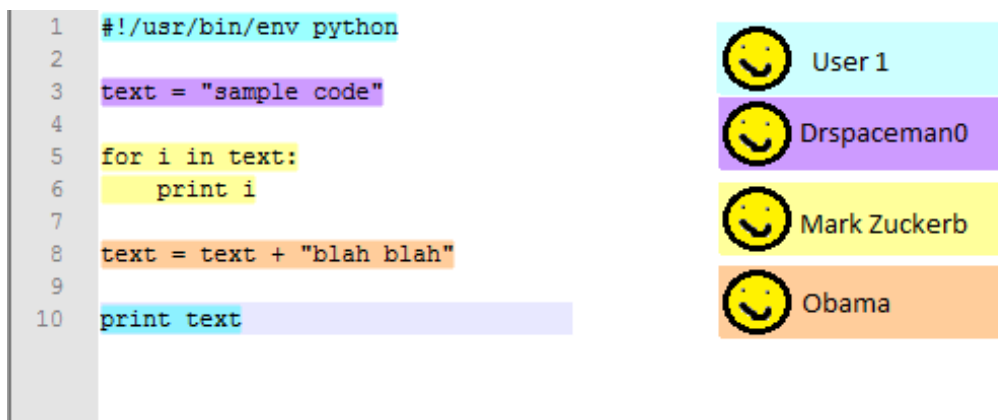 1 #!/usr/bin/env python
2
3 text = "sample code"
4
5 for i in text:
6     print i
7
8 text = text + "blah blah"
9
10 print text
User 1
Drspaceman0
Mark Zuckerb
Obama